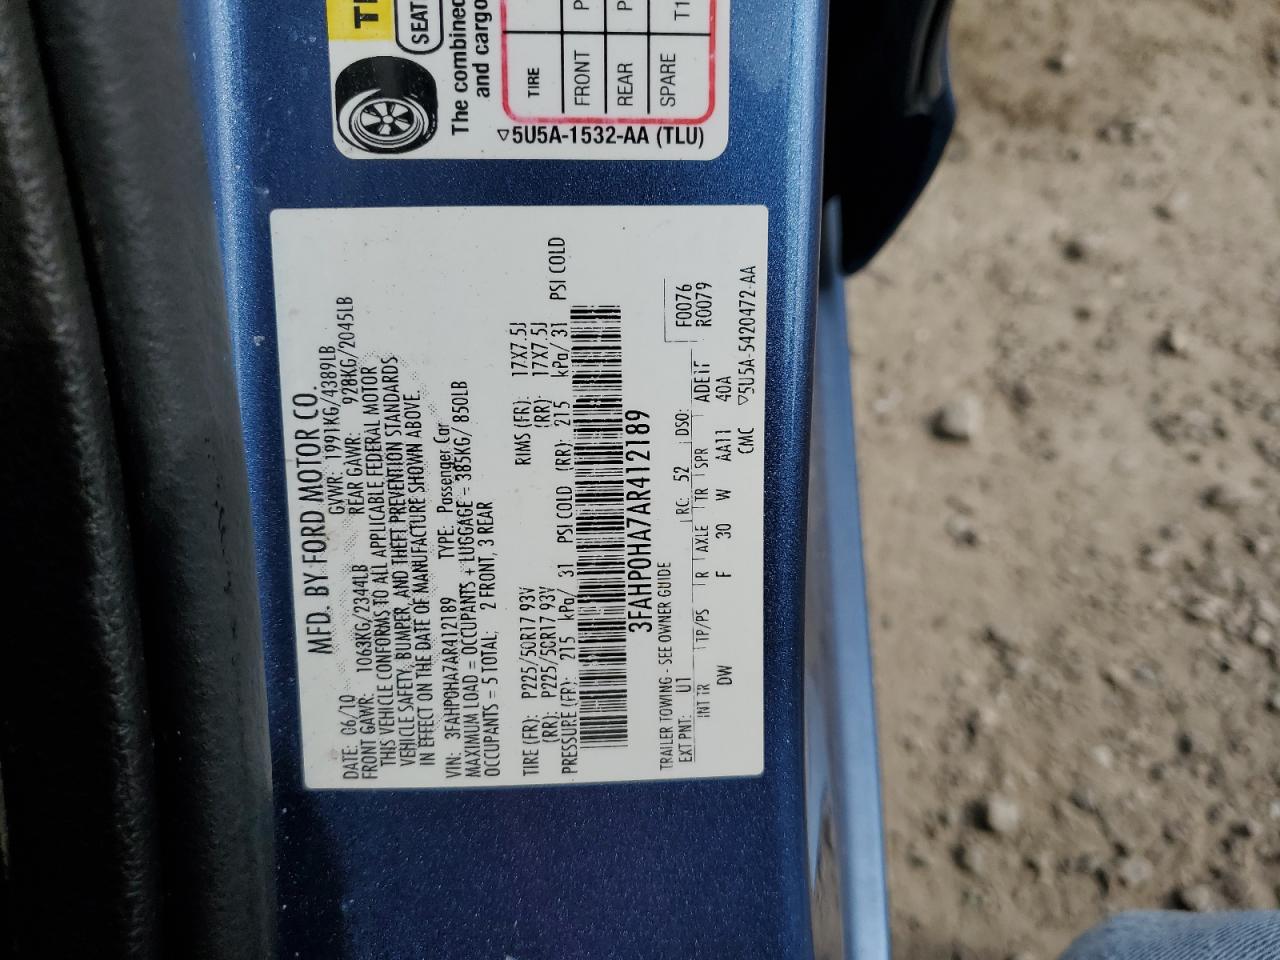 SEAT
The combined
and cargo
TIRE
FRONT P
REAR P
SPARE T1
5U5A-1532-AA (TLU)
MFD. BY FORD MOTOR CO.
DATE: 06/10 GVWR: 1991KG/4389LB
FRONT GAWR: 1063KG/2344LB REAR GAWR: 928KG/2045LB
THIS VEHICLE CONFORMS TO ALL APPLICABLE FEDERAL MOTOR
VEHICLE SAFETY, BUMPER, AND THEFT PREVENTION STANDARDS
IN EFFECT ON THE DATE OF MANUFACTURE SHOWN ABOVE
VIN: 3FAHP0HA7AR412189 TYPE: Passenger Car
MAXIMUM LOAD = OCCUPANTS + LUGGAGE = 385KG/ 850LB
OCCUPANTS = 5 TOTAL; 2 FRONT, 3 REAR
TIRE (FR): P225/50R17 93V RIMS (FR): 17X7.5J
(RR): P225/50R17 93V (RR): 17X7.5J
PRESSURE (FR): 215 kPa/ 31 PSI COLD (RR): 215 kPa/ 31 PSI COLD
3FAHP0HA7AR412189
TRAILER TOWING - SEE OWNER GUIDE F0076
EXT PNT: U1 RC: 52 DSO: R0079
INT TR TP/PS R AXLE TR SPR
DW F 30 W AA11 40A
CMC 5U5A-5420472-AA